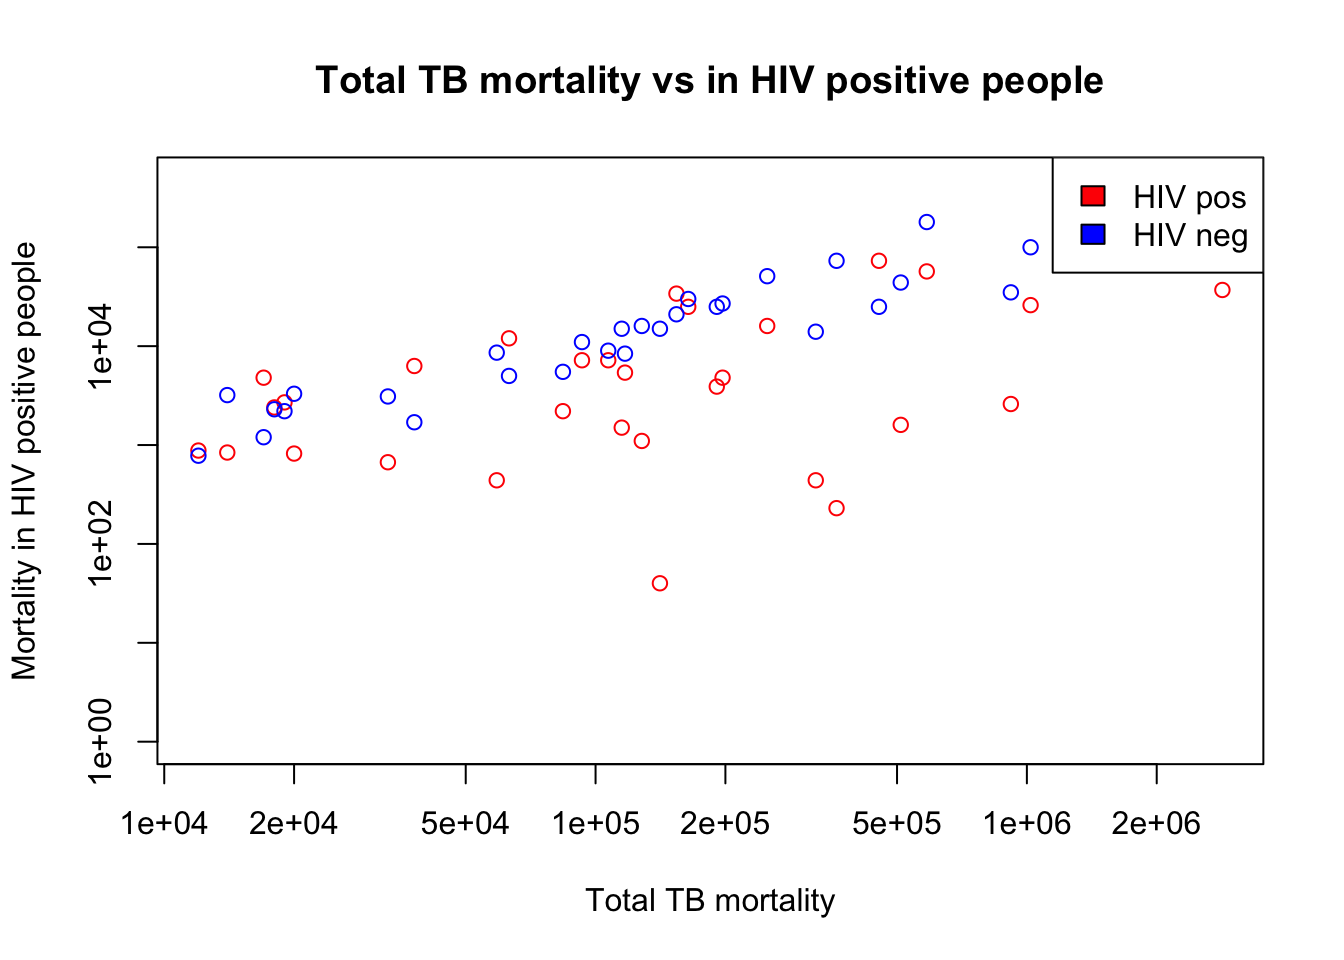 Total TB mortality vs in HIV positive people
HIV pos
HIV neg
Mortality in HIV positive people
1e+04
1e+02
1e+00
1e+04 2e+04 5e+04 1e+05 2e+05 5e+05 1e+06 2e+06
Total TB mortality